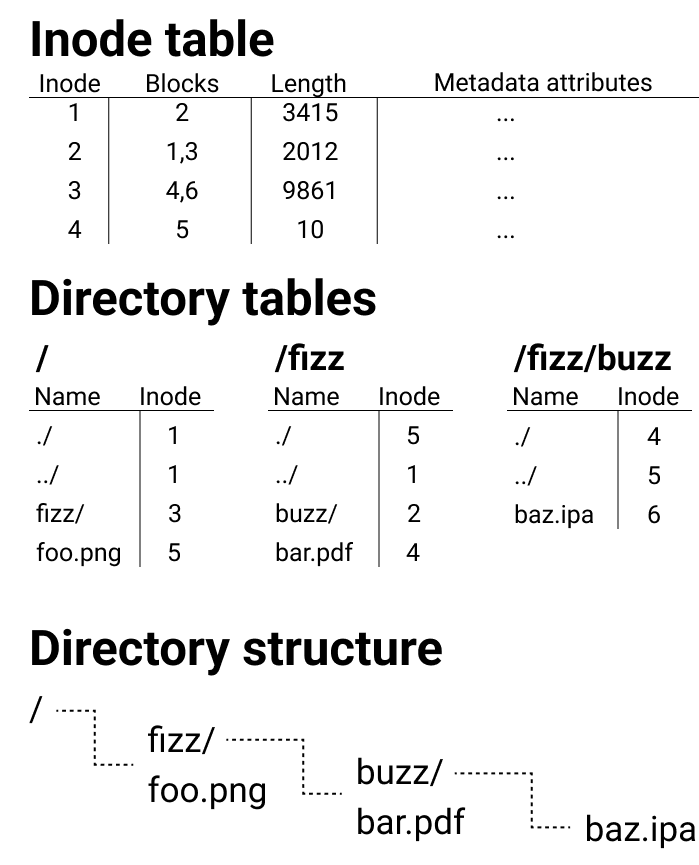 Inode table
Inode Blocks Length Metadata attributes
1 2 3415 ...
2 1,3 2012 ...
3 4,6 9861 ...
4 5 10 ...
Directory tables
/ /fizz /fizz/buzz
Name Inode Name Inode Name Inode
./ 1 ./ 5 ./ 4
../ 1 ../ 1 ../ 5
fizz/ 3 buzz/ 2 baz.ipa 6
foo.png 5 bar.pdf 4
Directory structure
/
fizz/
buzz/
foo.png
bar.pdf
baz.ipa